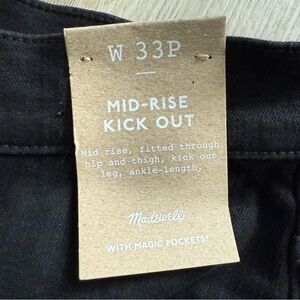 W 33P
MID-RISE
KICK OUT
Mid rise, fitted through
hip and thigh, kick out
leg, ankle-length.
Madewell
WITH MAGIC POCKETS*